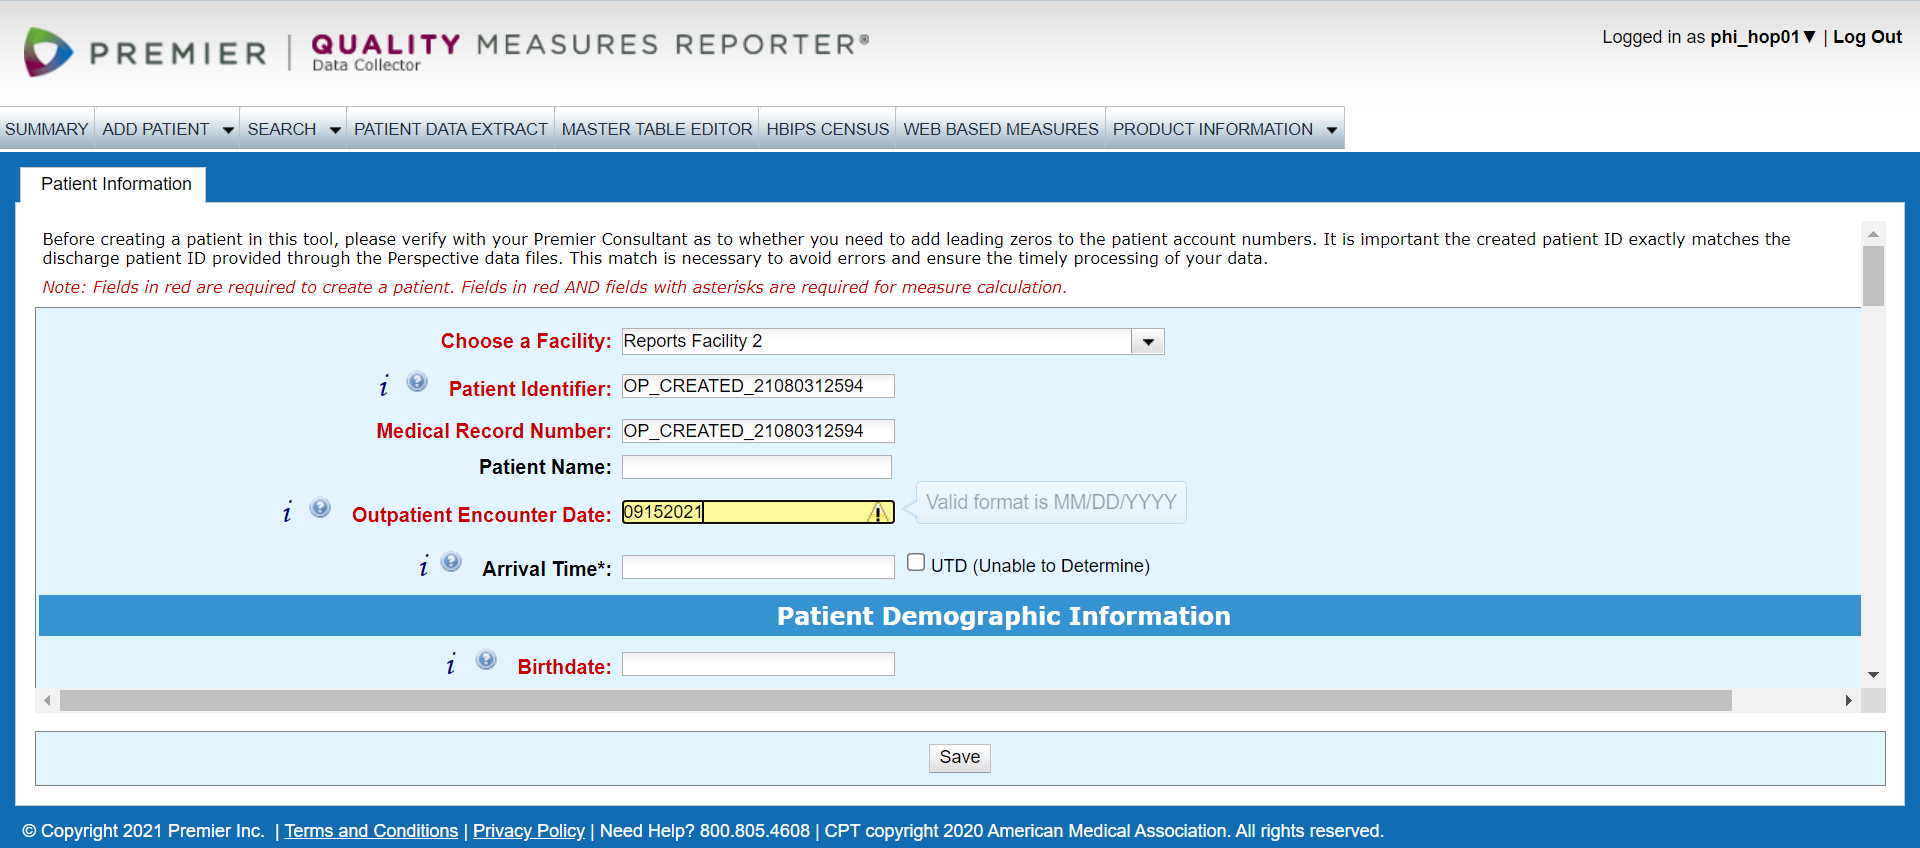 PREMIER | QUALITY MEASURES REPORTER®
Data Collector
Logged in as phi_hop01▼ | Log Out
SUMMARY ADD PATIENT SEARCH PATIENT DATA EXTRACT MASTER TABLE EDITOR HBIPS CENSUS WEB BASED MEASURES PRODUCT INFORMATION
Patient Information
Before creating a patient in this tool, please verify with your Premier Consultant as to whether you need to add leading zeros to the patient account numbers. It is important the created patient ID exactly matches the
discharge patient ID provided through the Perspective data files. This match is necessary to avoid errors and ensure the timely processing of your data.
Note: Fields in red are required to create a patient. Fields in red AND fields with asterisks are required for measure calculation.
Choose a Facility: Reports Facility 2
i ? Patient Identifier: OP_CREATED_21080312594
Medical Record Number: OP_CREATED_21080312594
Patient Name:
i ? Outpatient Encounter Date: 09152021 Valid format is MM/DD/YYYY
i ? Arrival Time*: UTD (Unable to Determine)
Patient Demographic Information
i ? Birthdate:
Save
© Copyright 2021 Premier Inc. | Terms and Conditions | Privacy Policy | Need Help? 800.805.4608 | CPT copyright 2020 American Medical Association. All rights reserved.